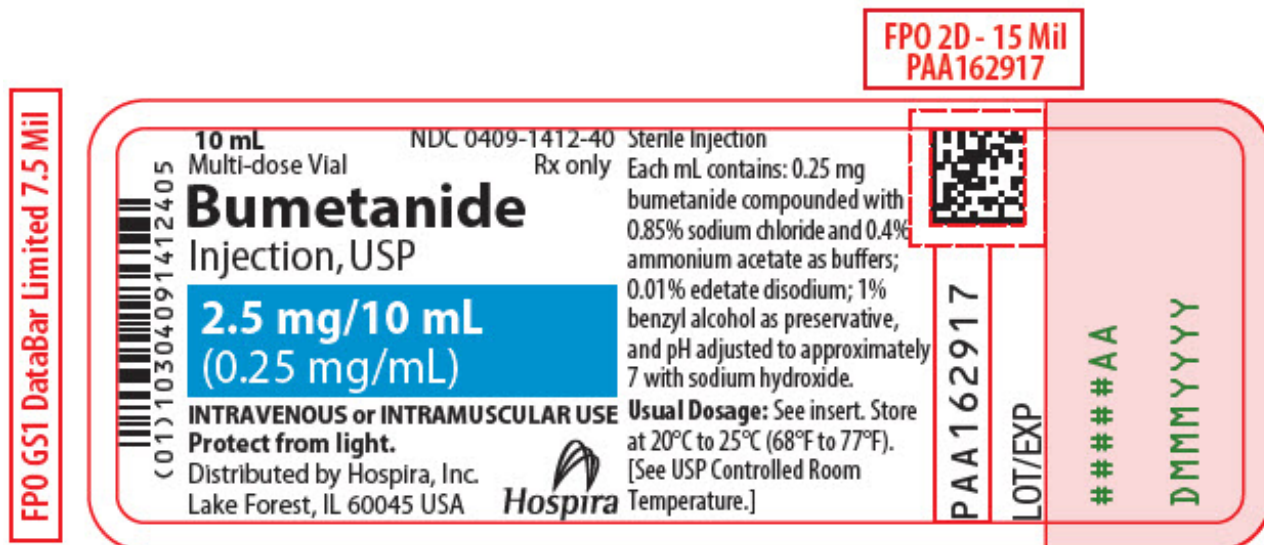 FPO 2D - 15 Mil
PAA162917
FPO GS1 DataBar Limited 7.5 Mil
(01)10304091412405
10 mL
Multi-dose Vial
NDC 0409-1412-40
Rx only
Bumetanide
Injection, USP
2.5 mg/10 mL
(0.25 mg/mL)
INTRAVENOUS or INTRAMUSCULAR USE
Protect from light.
Distributed by Hospira, Inc.
Lake Forest, IL 60045 USA
Hospira
Sterile Injection
Each mL contains: 0.25 mg
bumetanide compounded with
0.85% sodium chloride and 0.4%
ammonium acetate as buffers;
0.01% edetate disodium; 1%
benzyl alcohol as preservative,
and pH adjusted to approximately
7 with sodium hydroxide.
Usual Dosage: See insert. Store
at 20°C to 25°C (68°F to 77°F).
[See USP Controlled Room
Temperature.]
PAA162917
LOT/EXP
#####AA
DMMMYYYY